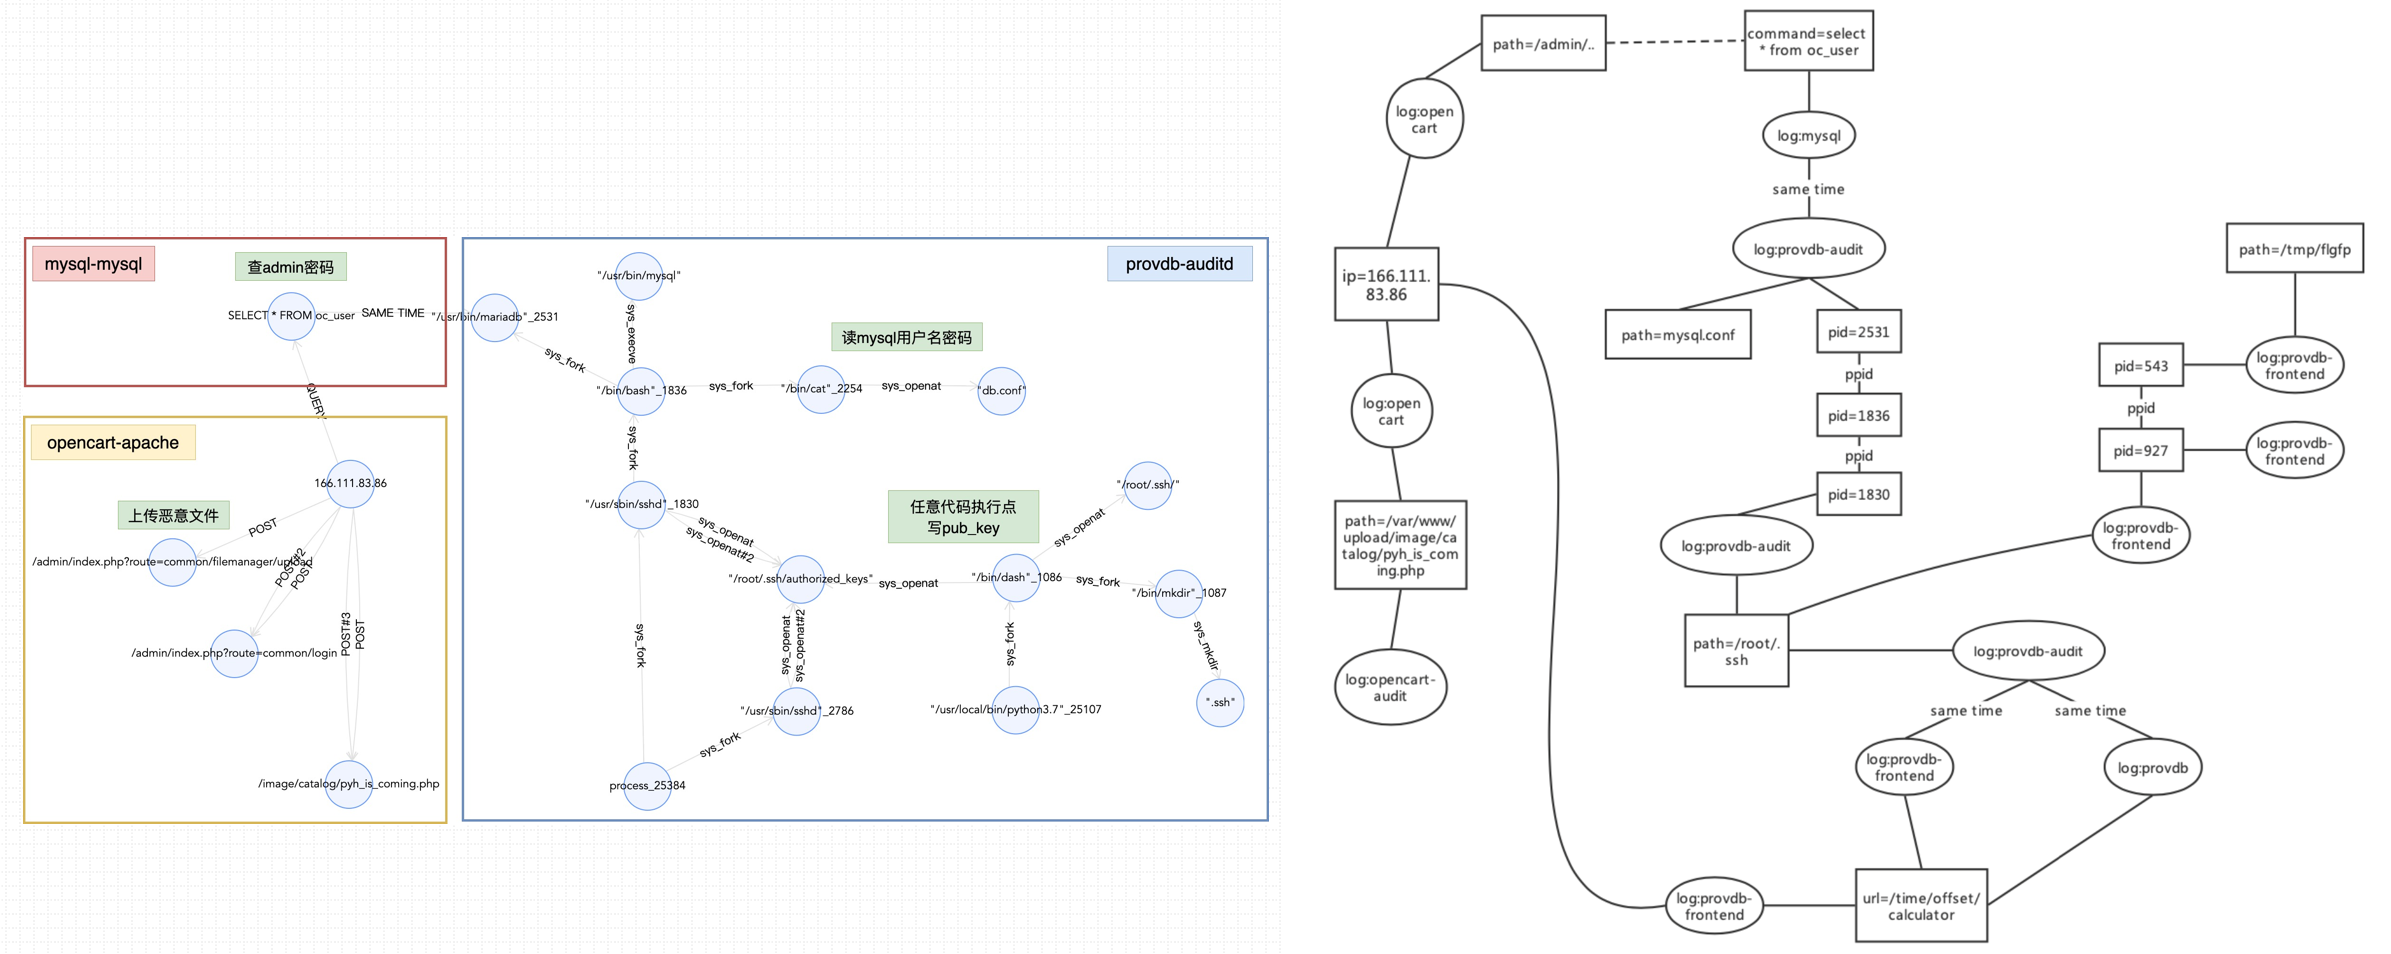 mysql-mysql
查admin密码
SELECT * FROM oc_user
SAME TIME
QUERY
opencart-apache
166.111.83.86
上传恶意文件
POST
/admin/index.php?route=common/filemanager/upload
POST#2
POST
/admin/index.php?route=common/login
POST#3
POST
/image/catalog/pyh_is_coming.php
provdb-auditd
"/usr/bin/mysql"
"/usr/bin/mariadb"_2531
sys_execve
sys_fork
读mysql用户名密码
"/bin/bash"_1836
sys_fork
"/bin/cat"_2254
sys_openat
"db.conf"
sys_fork
"/usr/sbin/sshd"_1830
sys_openat
sys_openat#2
任意代码执行点
写pub_key
"/root/.ssh/"
sys_openat
"/root/.ssh/authorized_keys"
sys_openat
"/bin/dash"_1086
sys_fork
"/bin/mkdir"_1087
sys_fork
sys_openat
sys_openat#2
sys_fork
sys_mkdir
"/usr/sbin/sshd"_2786
"/usr/local/bin/python3.7"_25107
".ssh"
sys_fork
process_25384
path=/admin/..
command=select
* from oc_user
log:open
cart
log:mysql
same time
log:provdb-audit
ip=166.111.
83.86
path=mysql.conf
pid=2531
ppid
pid=1836
ppid
pid=1830
path=/tmp/flgfp
log:provdb-
frontend
pid=543
ppid
pid=927
log:provdb-
frontend
log:provdb-
frontend
log:open
cart
path=/var/www/
upload/image/ca
talog/pyh_is_com
ing.php
log:opencart-
audit
log:provdb-audit
path=/root/.
ssh
log:provdb-audit
same time
same time
log:provdb-
frontend
log:provdb
log:provdb-
frontend
url=/time/offset/
calculator